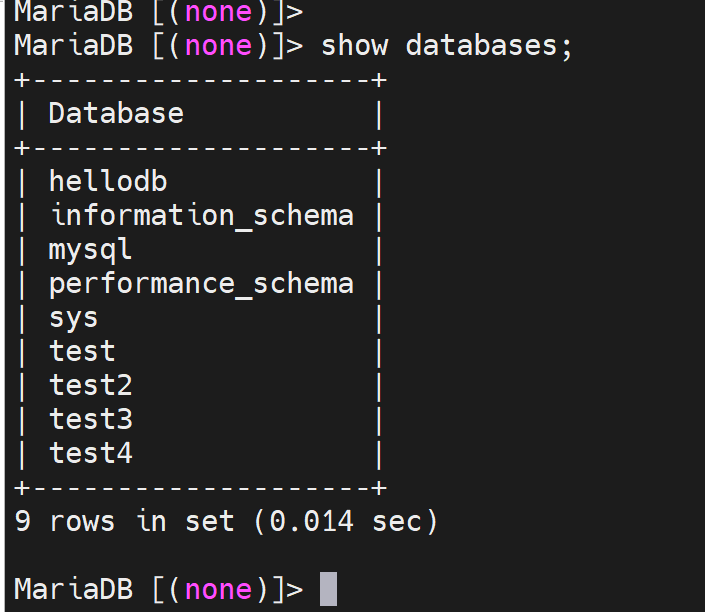 MariaDB [(none)]>
MariaDB [(none)]> show databases;
+--------------------+
| Database           |
+--------------------+
| hellodb            |
| information_schema |
| mysql              |
| performance_schema |
| sys                |
| test               |
| test2              |
| test3              |
| test4              |
+--------------------+
9 rows in set (0.014 sec)
MariaDB [(none)]>